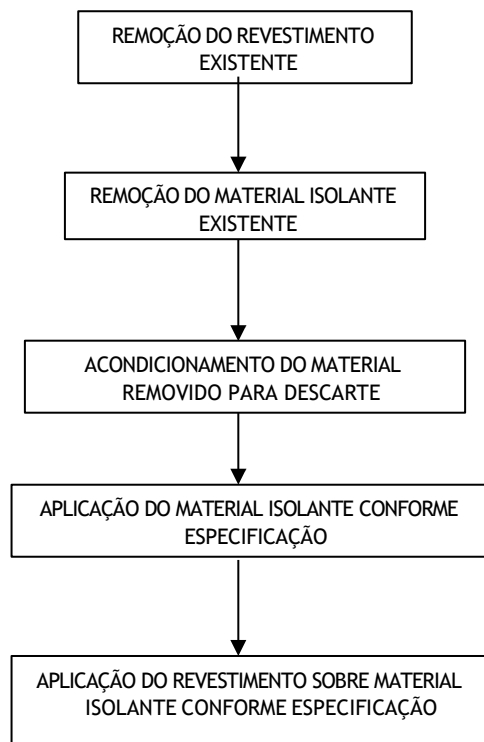 REMOÇÃO DO REVESTIMENTO
EXISTENTE
REMOÇÃO DO MATERIAL ISOLANTE
EXISTENTE
ACONDICIONAMENTO DO MATERIAL
REMOVIDO PARA DESCARTE
APLICAÇÃO DO MATERIAL ISOLANTE CONFORME
ESPECIFICAÇÃO
APLICAÇÃO DO REVESTIMENTO SOBRE MATERIAL
ISOLANTE CONFORME ESPECIFICAÇÃO